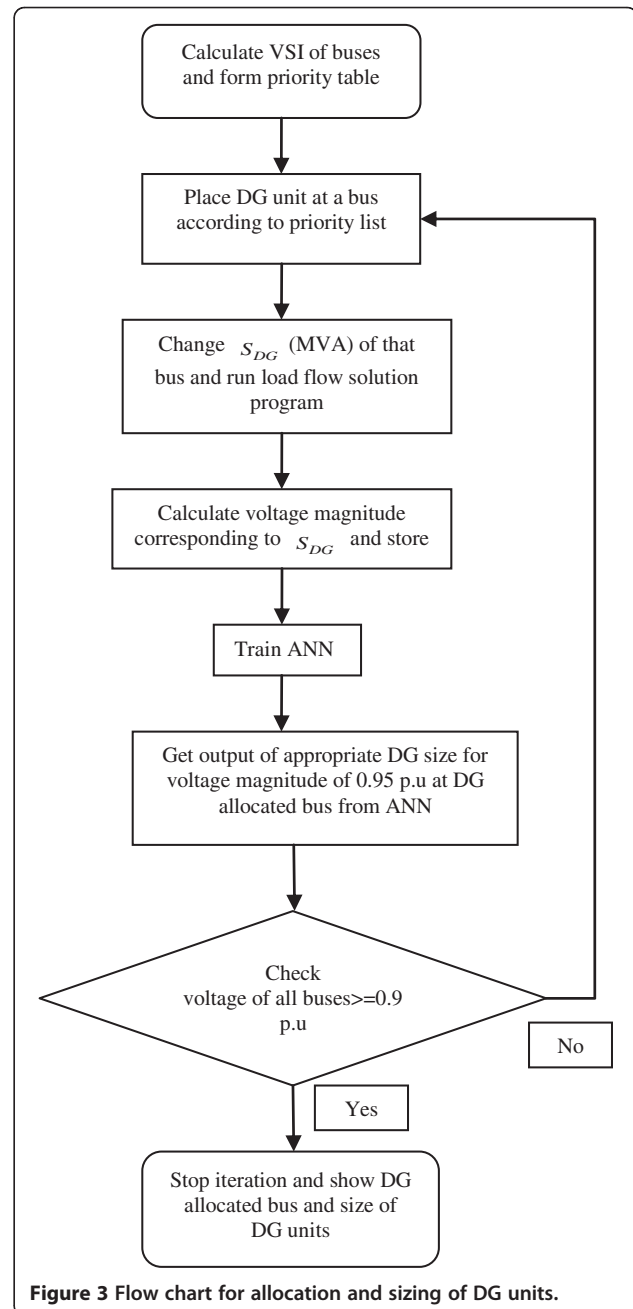 Calculate VSI of buses
and form priority table
Place DG unit at a bus
according to priority list
Change S_DG (MVA) of that
bus and run load flow solution
program
Calculate voltage magnitude
corresponding to S_DG and store
Train ANN
Get output of appropriate DG size for
voltage magnitude of 0.95 p.u at DG
allocated bus from ANN
Check
voltage of all buses>=0.9
p.u
No
Yes
Stop iteration and show DG
allocated bus and size of
DG units
Figure 3 Flow chart for allocation and sizing of DG units.